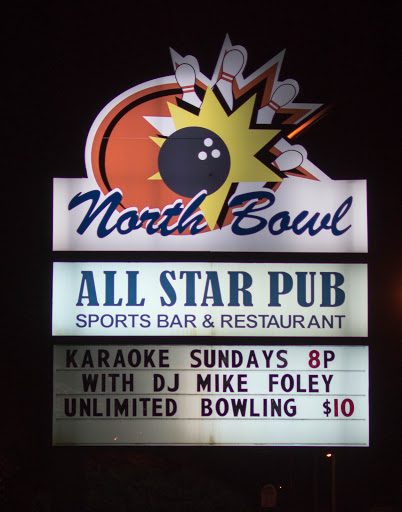 North Bowl
ALL STAR PUB
SPORTS BAR & RESTAURANT
KARAOKE SUNDAYS 8P
WITH DJ MIKE FOLEY
UNLIMITED BOWLING $10